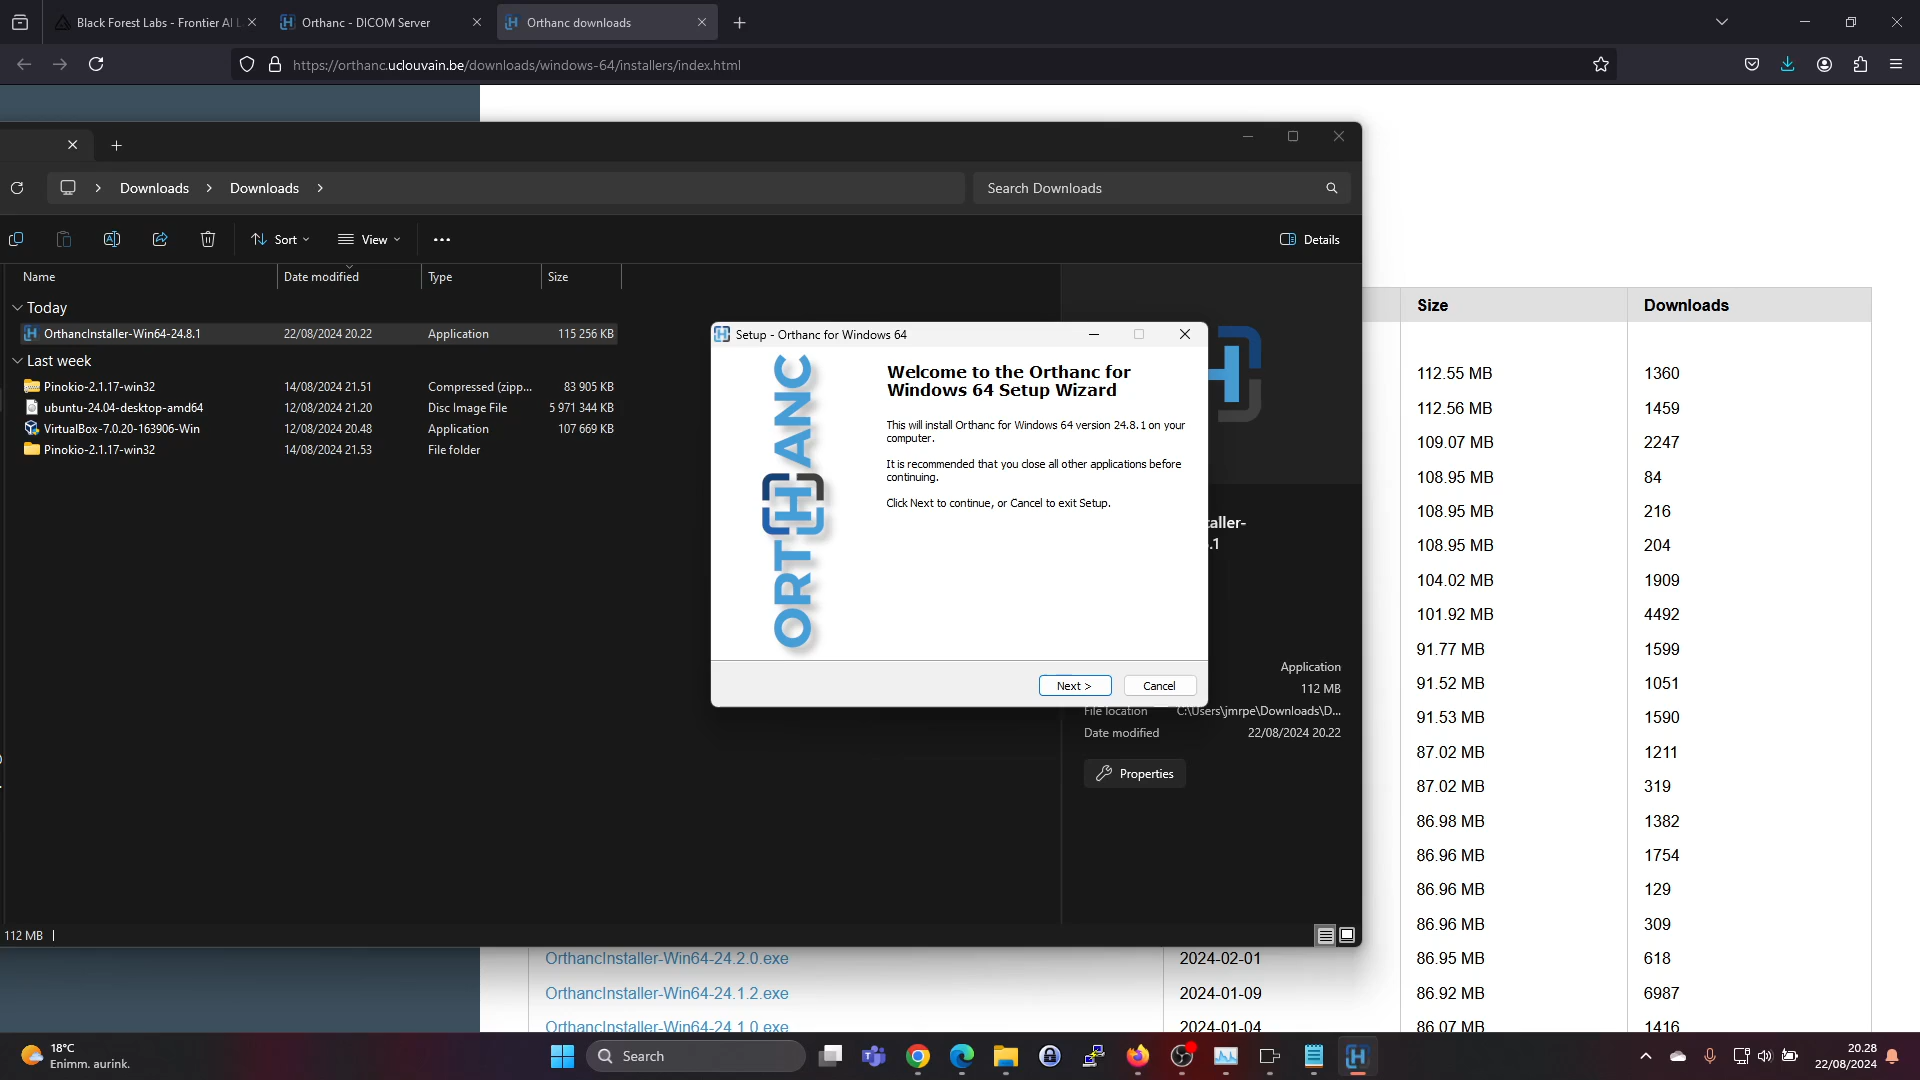 Black Forest Labs - Frontier AI L
Orthanc - DICOM Server
Orthanc downloads
https://orthanc.uclouvain.be/downloads/windows-64/installers/index.html
Downloads
Downloads
Search Downloads
Sort
View
Details
Name
Date modified
Type
Size
Today
OrthancInstaller-Win64-24.8.1 22/08/2024 20.22 Application 115 256 KB
Last week
Pinokio-2.1.17-win32 14/08/2024 21.51 Compressed (zipp... 83 905 KB
ubuntu-24.04-desktop-amd64 12/08/2024 21.20 Disc Image File 5 971 344 KB
VirtualBox-7.0.20-163906-Win 12/08/2024 20.48 Application 107 669 KB
Pinokio-2.1.17-win32 14/08/2024 21.53 File folder
112 MB
Setup - Orthanc for Windows 64
ORTHANC
Welcome to the Orthanc for
Windows 64 Setup Wizard
This will install Orthanc for Windows 64 version 24.8.1 on your
computer.
It is recommended that you close all other applications before
continuing.
Click Next to continue, or Cancel to exit Setup.
Next >
Cancel
taller-
.1
Application
112 MB
File location C:\Users\jmrpe\Downloads\D...
Date modified 22/08/2024 20.22
Properties
Size Downloads
112.55 MB 1360
112.56 MB 1459
109.07 MB 2247
108.95 MB 84
108.95 MB 216
108.95 MB 204
104.02 MB 1909
101.92 MB 4492
91.77 MB 1599
91.52 MB 1051
91.53 MB 1590
87.02 MB 1211
87.02 MB 319
86.98 MB 1382
86.96 MB 1754
86.96 MB 129
86.96 MB 309
OrthancInstaller-Win64-24.2.0.exe 2024-02-01 86.95 MB 618
OrthancInstaller-Win64-24.1.2.exe 2024-01-09 86.92 MB 6987
OrthancInstaller-Win64-24.1.0.exe 2024-01-04 86.07 MB 1416
18°C
Enimm. aurink.
Search
20.28
22/08/2024